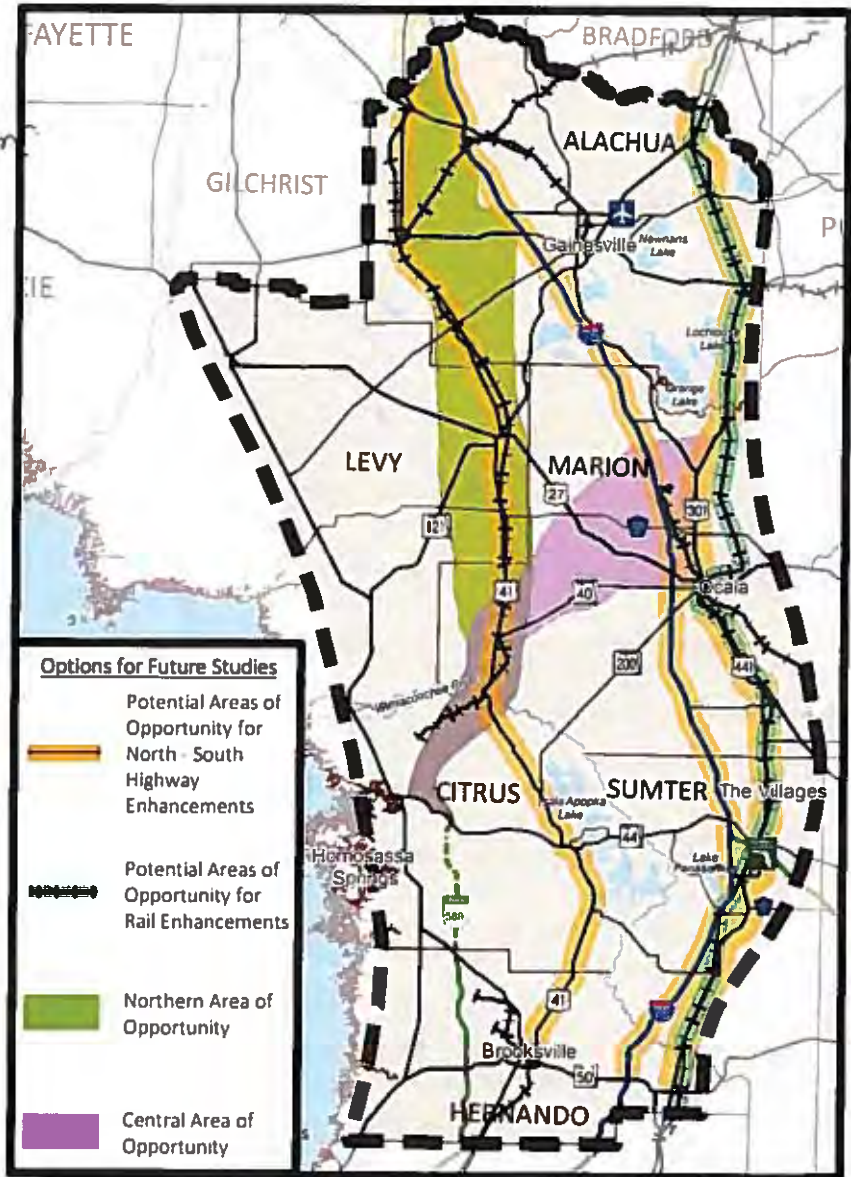 FAYETTE
BRADFORD
ALACHUA
GILCHRIST
Gainesville
Newnans
Lake
Lake
Orange
Lake
LEVY
MARION
27
121
301
41
40
Ocala
200
441
Options for Future Studies
Potential Areas of
Opportunity for
North - South
Highway
Enhancements
Potential Areas of
Opportunity for
Rail Enhancements
Northern Area of
Opportunity
Central Area of
Opportunity
CITRUS
SUMTER
The Villages
Apopka
Lake
44
Lake
Homosassa
Springs
589
41
Brooksville
50
HERNANDO